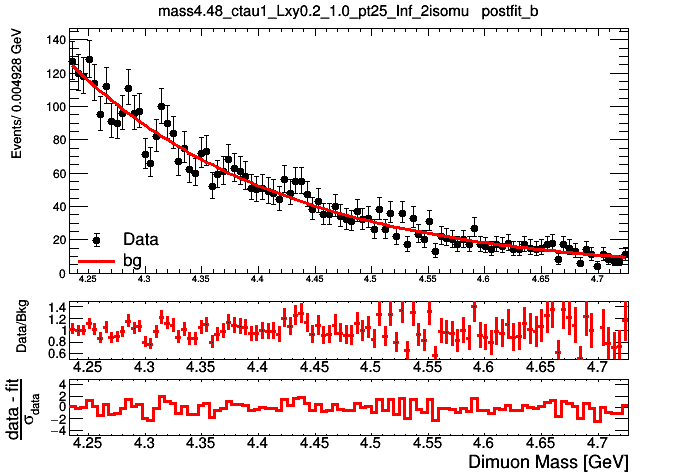 mass4.48_ctau1_Lxy0.2_1.0_pt25_Inf_2isomu postfit_b
Events/ 0.004928 GeV
140
120
100
80
60
40
20
0
Data
bg
4.25 4.3 4.35 4.4 4.45 4.5 4.55 4.6 4.65 4.7
Data/Bkg
1.4
1.2
1
0.8
0.6
4.25 4.3 4.35 4.4 4.45 4.5 4.55 4.6 4.65 4.7
data - fit
σdata
4
2
0
−2
−4
4.25 4.3 4.35 4.4 4.45 4.5 4.55 4.6 4.65 4.7
Dimuon Mass [GeV]